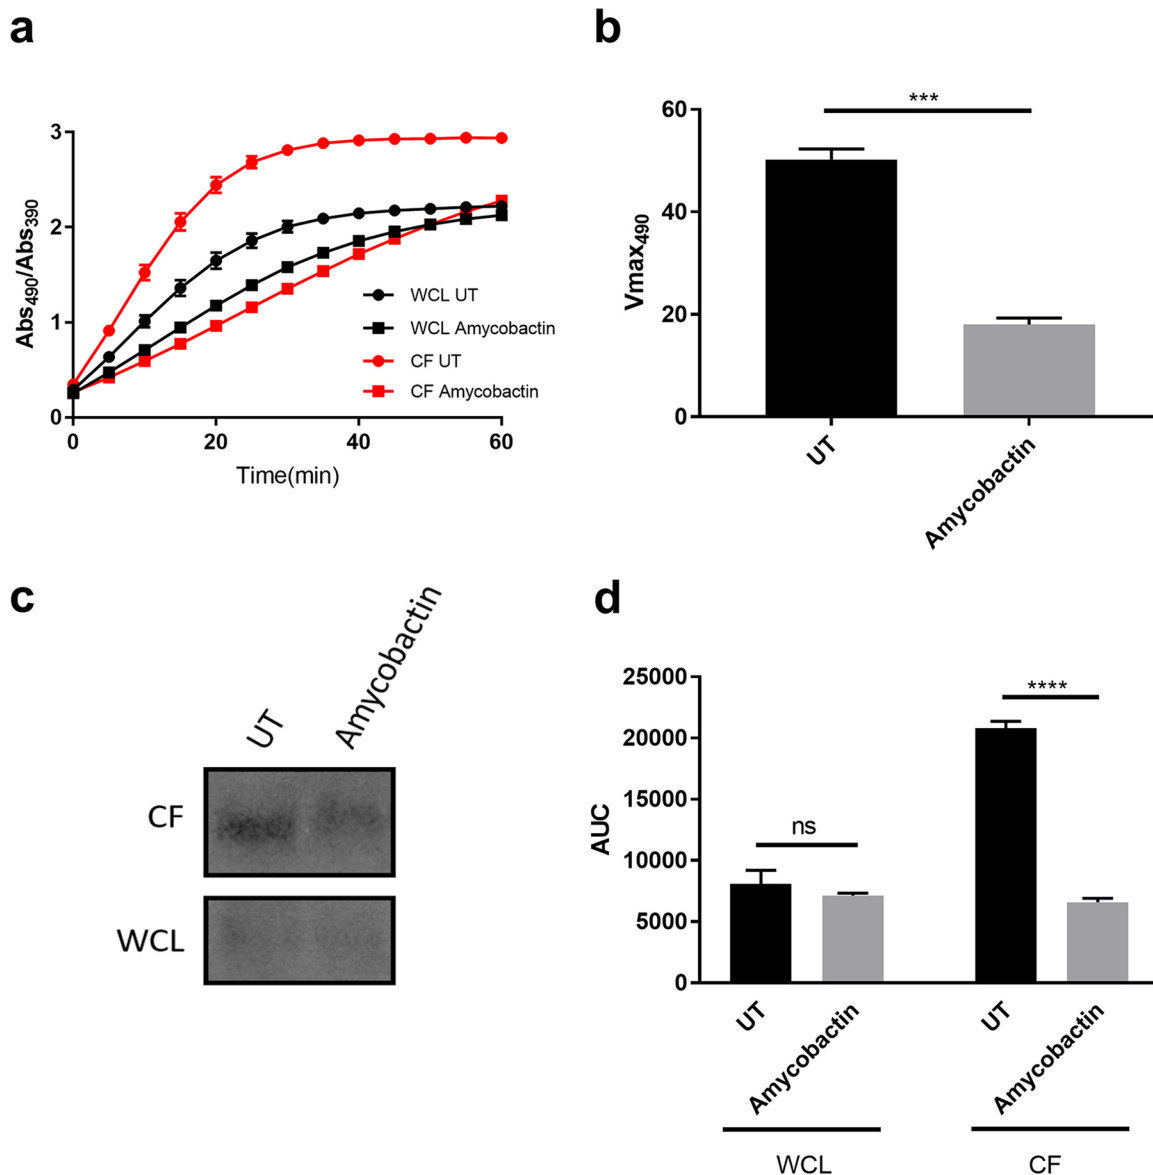 a
Abs490/Abs390
3
2
1
0
0
20
40
60
Time(min)
WCL UT
WCL Amycobactin
CF UT
CF Amycobactin
b
Vmax490
60
40
20
0
***
UT
Amycobactin
c
UT
Amycobactin
CF
WCL
d
AUC
25000
20000
15000
10000
5000
0
ns
****
UT
Amycobactin
UT
Amycobactin
WCL
CF